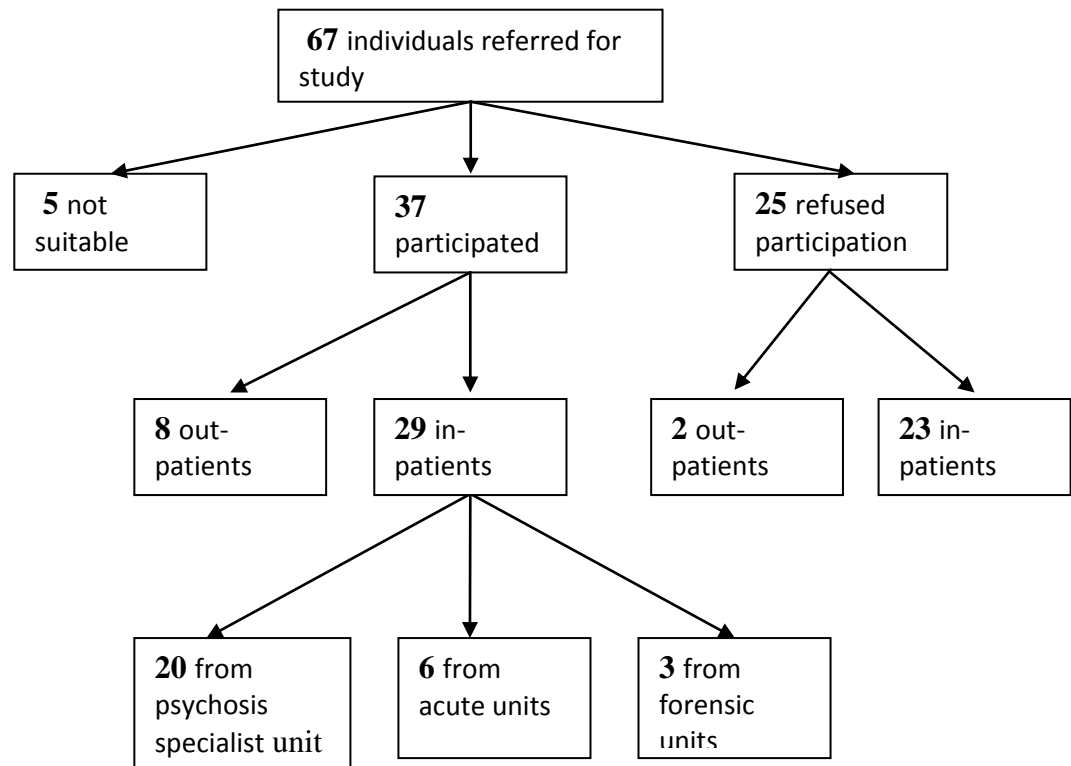 67 individuals referred for
study
5 not
suitable
37
participated
25 refused
participation
8 out-
patients
29 in-
patients
2 out-
patients
23 in-
patients
20 from
psychosis
specialist unit
6 from
acute units
3 from
forensic
units